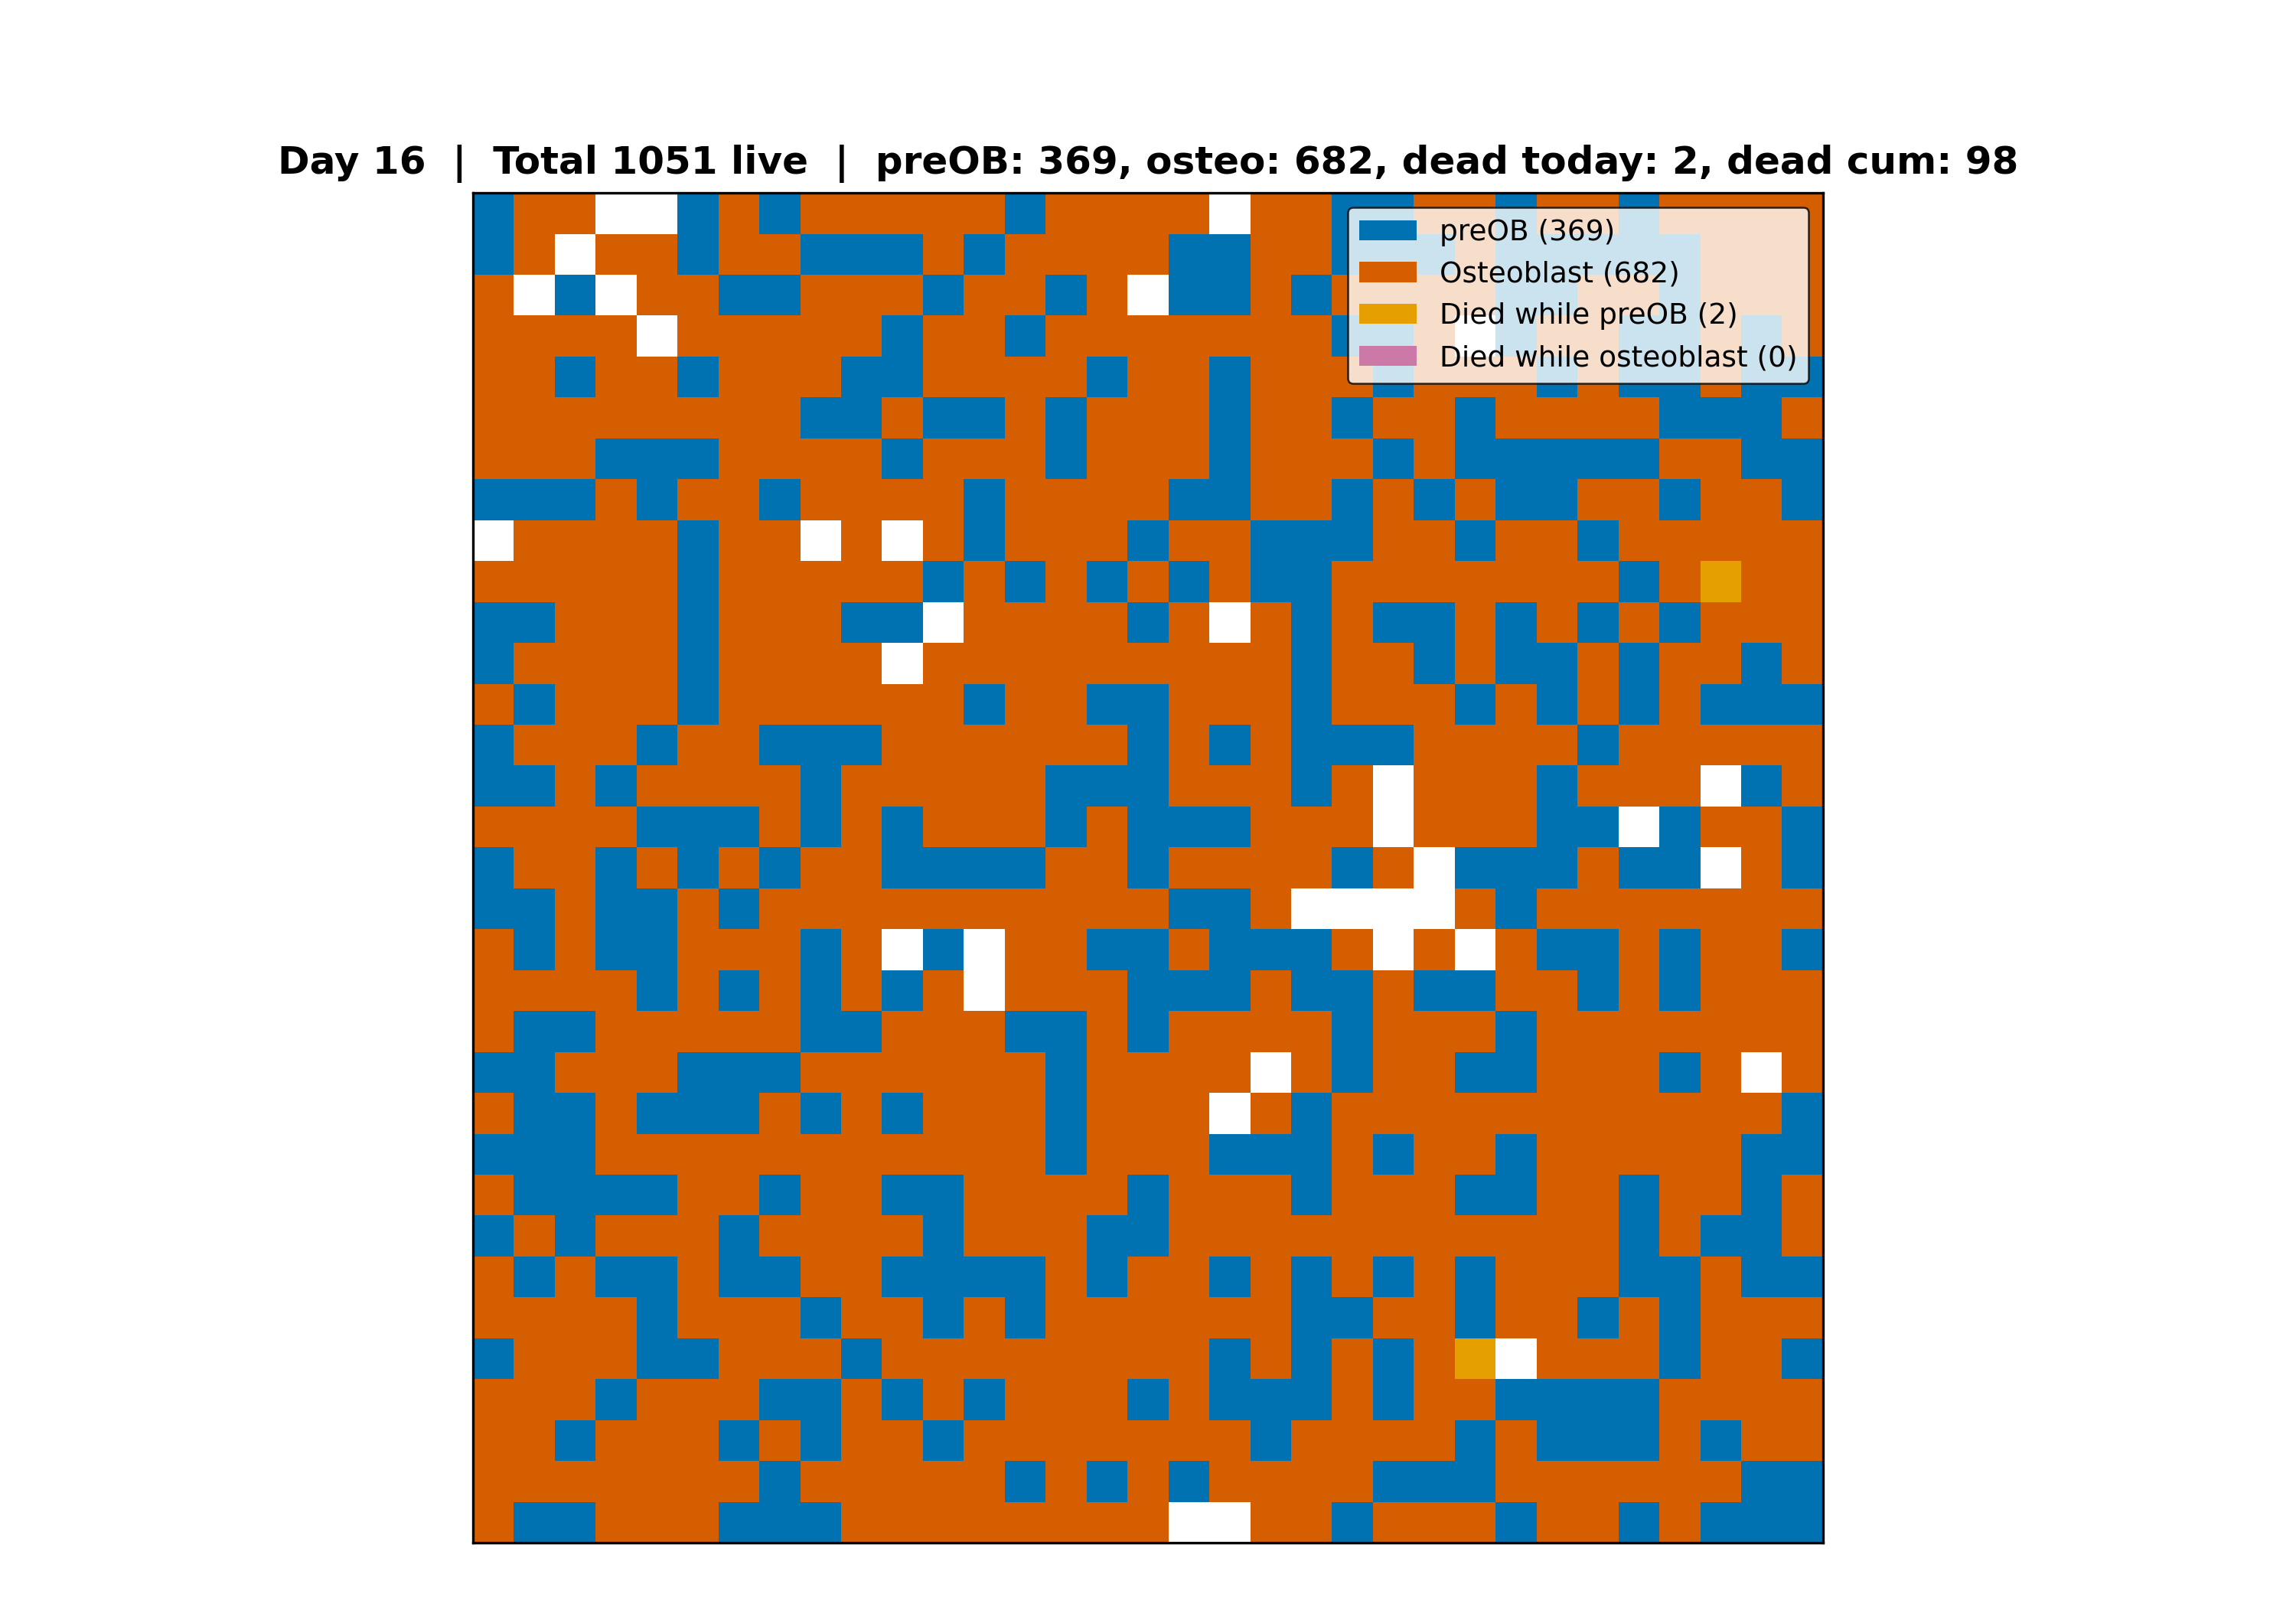 Day 16 | Total 1051 live | preOB: 369, osteo: 682, dead today: 2, dead cum: 98
preOB (369)
Osteoblast (682)
Died while preOB (2)
Died while osteoblast (0)